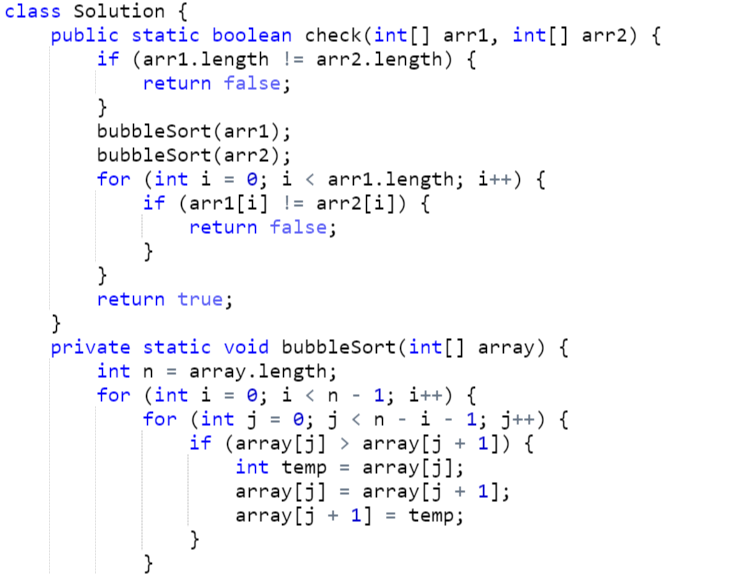 class Solution {
    public static boolean check(int[] arr1, int[] arr2) {
        if (arr1.length != arr2.length) {
            return false;
        }
        bubbleSort(arr1);
        bubbleSort(arr2);
        for (int i = 0; i < arr1.length; i++) {
            if (arr1[i] != arr2[i]) {
                return false;
            }
        }
        return true;
    }
    private static void bubbleSort(int[] array) {
        int n = array.length;
        for (int i = 0; i < n - 1; i++) {
            for (int j = 0; j < n - i - 1; j++) {
                if (array[j] > array[j + 1]) {
                    int temp = array[j];
                    array[j] = array[j + 1];
                    array[j + 1] = temp;
                }
            }